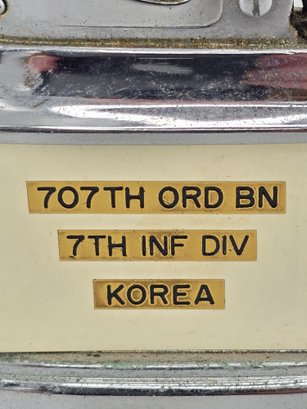 707TH ORD BN
7TH INF DIV
KOREA